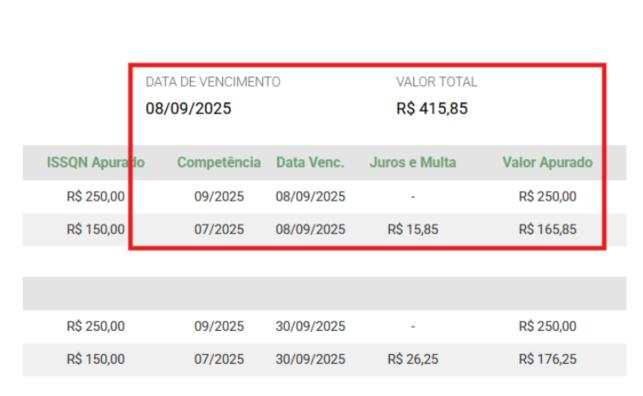 DATA DE VENCIMENTO VALOR TOTAL
08/09/2025 R$ 415,85
ISSQN Apurado Competência Data Venc. Juros e Multa Valor Apurado
R$ 250,00 09/2025 08/09/2025 - R$ 250,00
R$ 150,00 07/2025 08/09/2025 R$ 15,85 R$ 165,85
R$ 250,00 09/2025 30/09/2025 - R$ 250,00
R$ 150,00 07/2025 30/09/2025 R$ 26,25 R$ 176,25